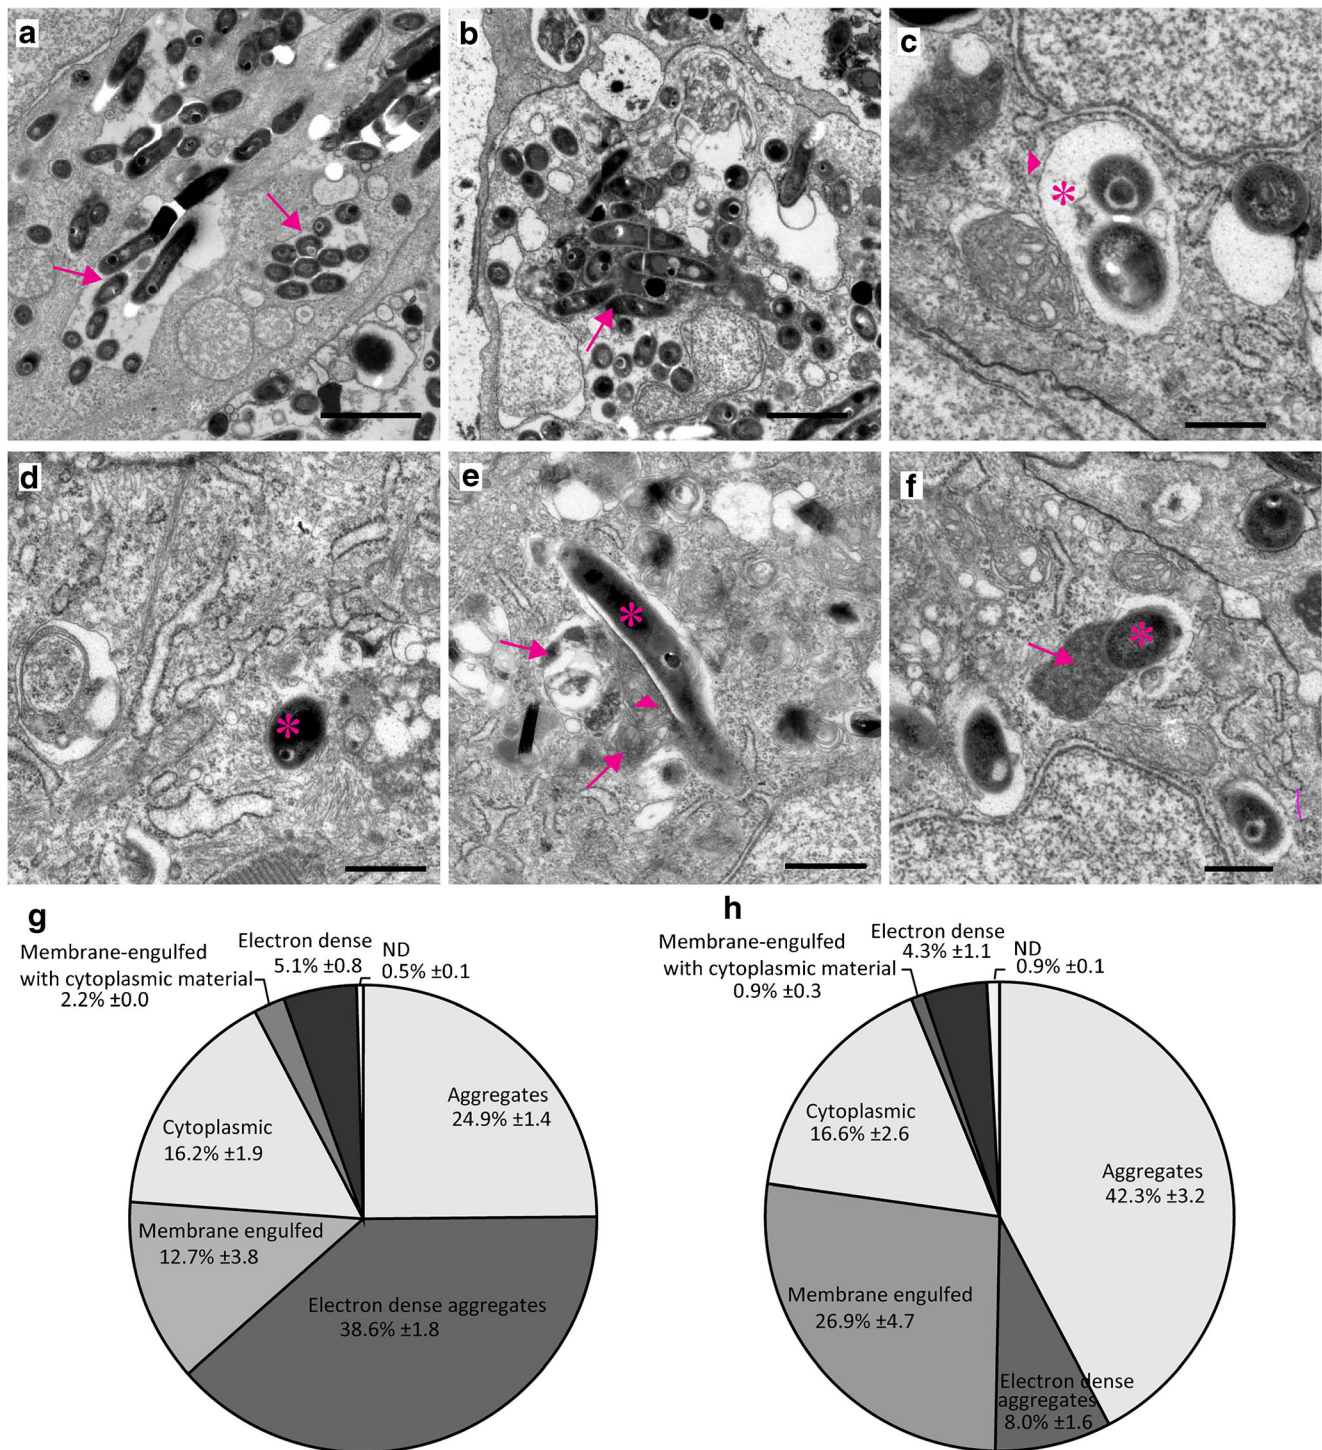 a
b
c
d
e
f
g
h
Membrane-engulfed
with cytoplasmic material
2.2% ±0.0
Electron dense
5.1% ±0.8
ND
0.5% ±0.1
Aggregates
24.9% ±1.4
Cytoplasmic
16.2% ±1.9
Membrane engulfed
12.7% ±3.8
Electron dense aggregates
38.6% ±1.8
Membrane-engulfed
with cytoplasmic material
0.9% ±0.3
Electron dense
4.3% ±1.1
ND
0.9% ±0.1
Aggregates
42.3% ±3.2
Cytoplasmic
16.6% ±2.6
Membrane engulfed
26.9% ±4.7
Electron dense
aggregates
8.0% ±1.6